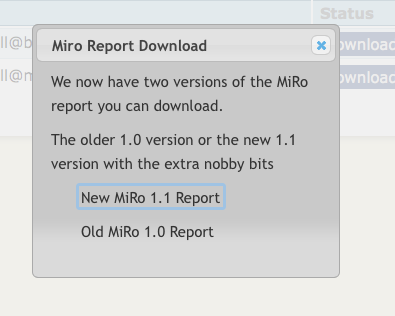 Status
Miro Report Download
ll@b
ownload
We now have two versions of the MiRo
ll@m
ownload
report you can download.
The older 1.0 version or the new 1.1
version with the extra nobby bits
New MiRo 1.1 Report
Old MiRo 1.0 Report